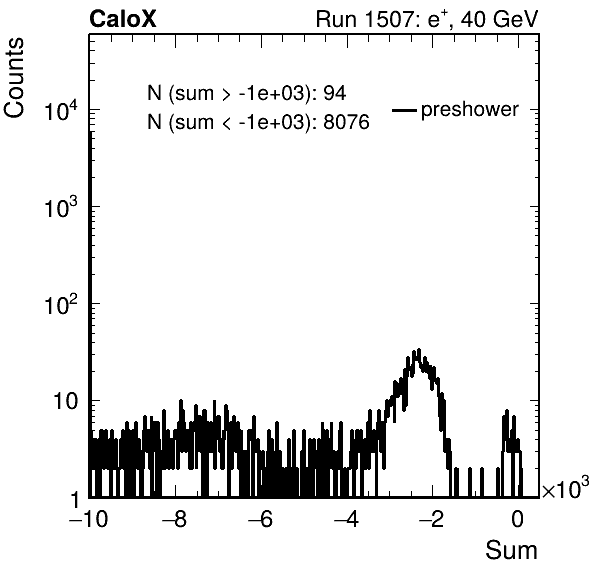 CaloX Run 1507: e⁺, 40 GeV
Counts
N (sum > -1e+03): 94
N (sum < -1e+03): 8076
preshower
10⁴
10³
10²
10
1
−10 −8 −6 −4 −2 0
×10³
Sum